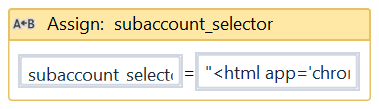 A←B Assign: subaccount_selector
subaccount_selecto = "<html app='chro